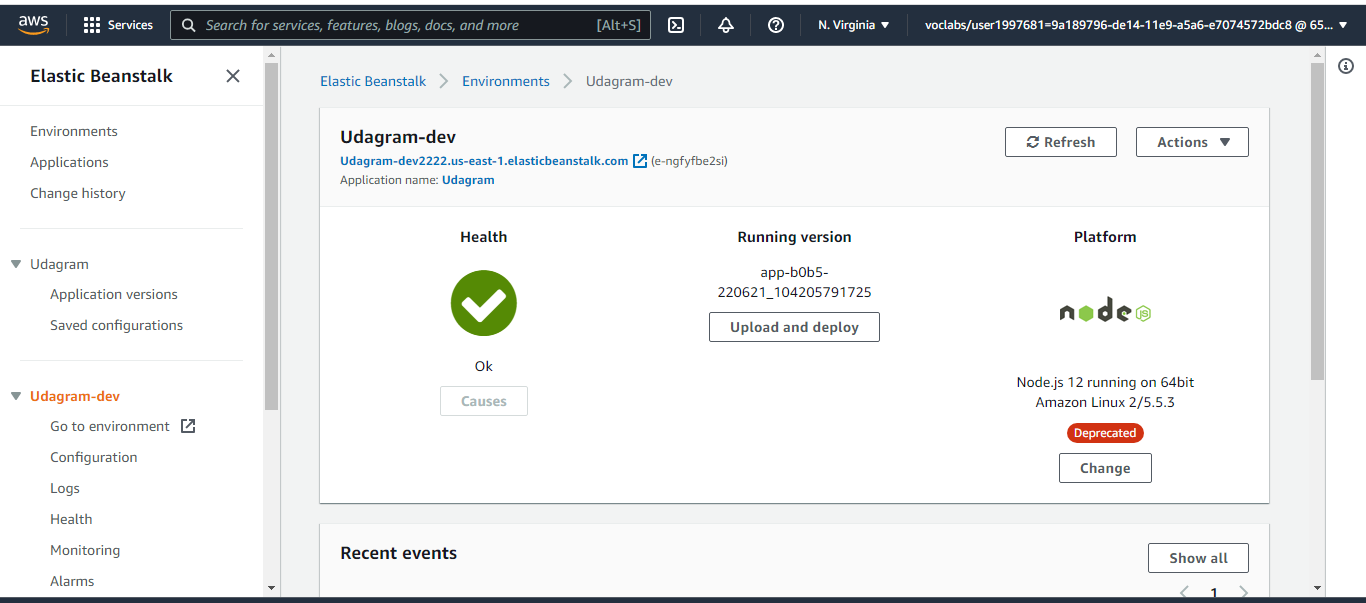 aws
Services
Search for services, features, blogs, docs, and more [Alt+S]
N. Virginia
voclabs/user1997681=9a189796-de14-11e9-a5a6-e7074572bdc8 @ 65...
Elastic Beanstalk
Environments
Applications
Change history
Udagram
Application versions
Saved configurations
Udagram-dev
Go to environment
Configuration
Logs
Health
Monitoring
Alarms
Elastic Beanstalk
Environments
Udagram-dev
Udagram-dev
Udagram-dev2222.us-east-1.elasticbeanstalk.com (e-ngfyfbe2si)
Application name: Udagram
Refresh
Actions
Health
Ok
Causes
Running version
app-b0b5-
220621_104205791725
Upload and deploy
Platform
node
JS
Node.js 12 running on 64bit
Amazon Linux 2/5.5.3
Deprecated
Change
Recent events
Show all
1